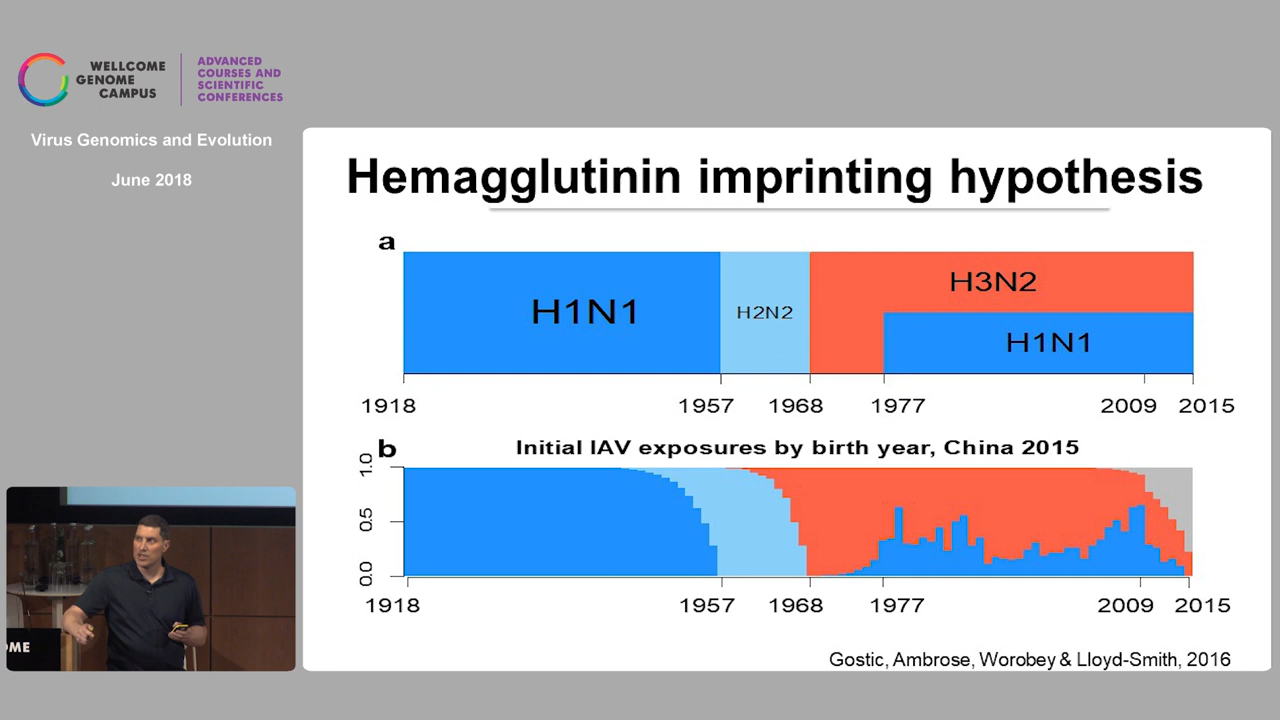 WELLCOME
GENOME
CAMPUS
ADVANCED
COURSES AND
SCIENTIFIC
CONFERENCES
Virus Genomics and Evolution
June 2018
Hemagglutinin imprinting hypothesis
a
H1N1
H2N2
H3N2
H1N1
1918 1957 1968 1977 2009 2015
b
Initial IAV exposures by birth year, China 2015
1.0
0.5
0.0
1918 1957 1968 1977 2009 2015
Gostic, Ambrose, Worobey & Lloyd-Smith, 2016
OME